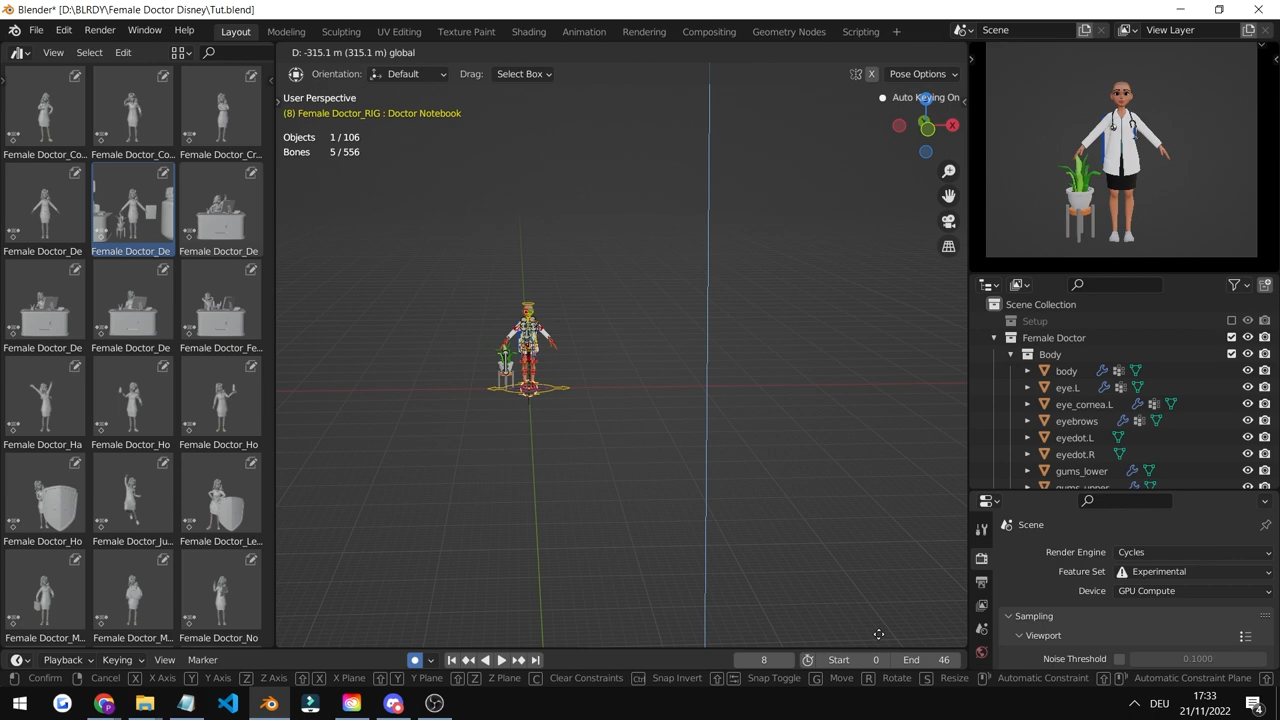 Blender* [D:\BLRDY\Female Doctor Disney\Tut.blend]
File Edit Render Window Help Layout Modeling Sculpting UV Editing Texture Paint Shading Animation Rendering Compositing Geometry Nodes Scripting + Scene View Layer
View Select Edit
D: -315.1 m (315.1 m) global
Orientation: Default Drag: Select Box X Pose Options
User Perspective
(8) Female Doctor_RIG : Doctor Notebook
Auto Keying On
X
Objects 1 / 106
Bones 5 / 556
Female Doctor_Co... Female Doctor_Co... Female Doctor_Cr...
Female Doctor_De Female Doctor_De Female Doctor_De
Female Doctor_De Female Doctor_De Female Doctor_Fe...
Female Doctor_Ha Female Doctor_Ho Female Doctor_Ho
Female Doctor_Ho Female Doctor_Ju... Female Doctor_Le...
Female Doctor_M... Female Doctor_M... Female Doctor_No
Scene Collection
Setup
Female Doctor
Body
body
eye.L
eye_cornea.L
eyebrows
eyedot.L
eyedot.R
gums_lower
gums_upper
Scene
Render Engine Cycles
Feature Set Experimental
Device GPU Compute
Sampling
Viewport
Noise Threshold 0.1000
Playback Keying View Marker 8 Start 0 End 46
Confirm Cancel X X Axis Y Y Axis Z Z Axis X X Plane Y Y Plane Z Z Plane C Clear Constraints Ctrl Snap Invert Snap Toggle G Move R Rotate S Resize Automatic Constraint Automatic Constraint Plane
DEU
17:33
21/11/2022
4